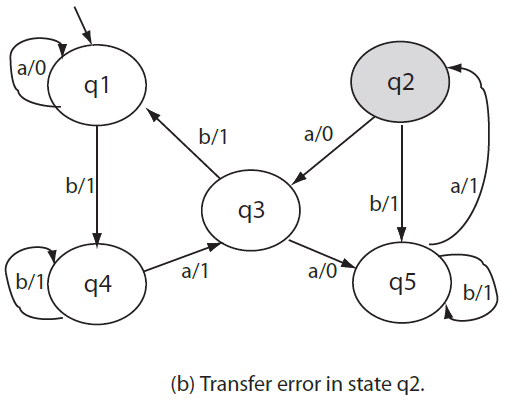 a/0
q1
q2
b/1
a/0
b/1
b/1
a/1
q3
b/1
q4
a/1
a/0
q5
b/1
(b) Transfer error in state q2.